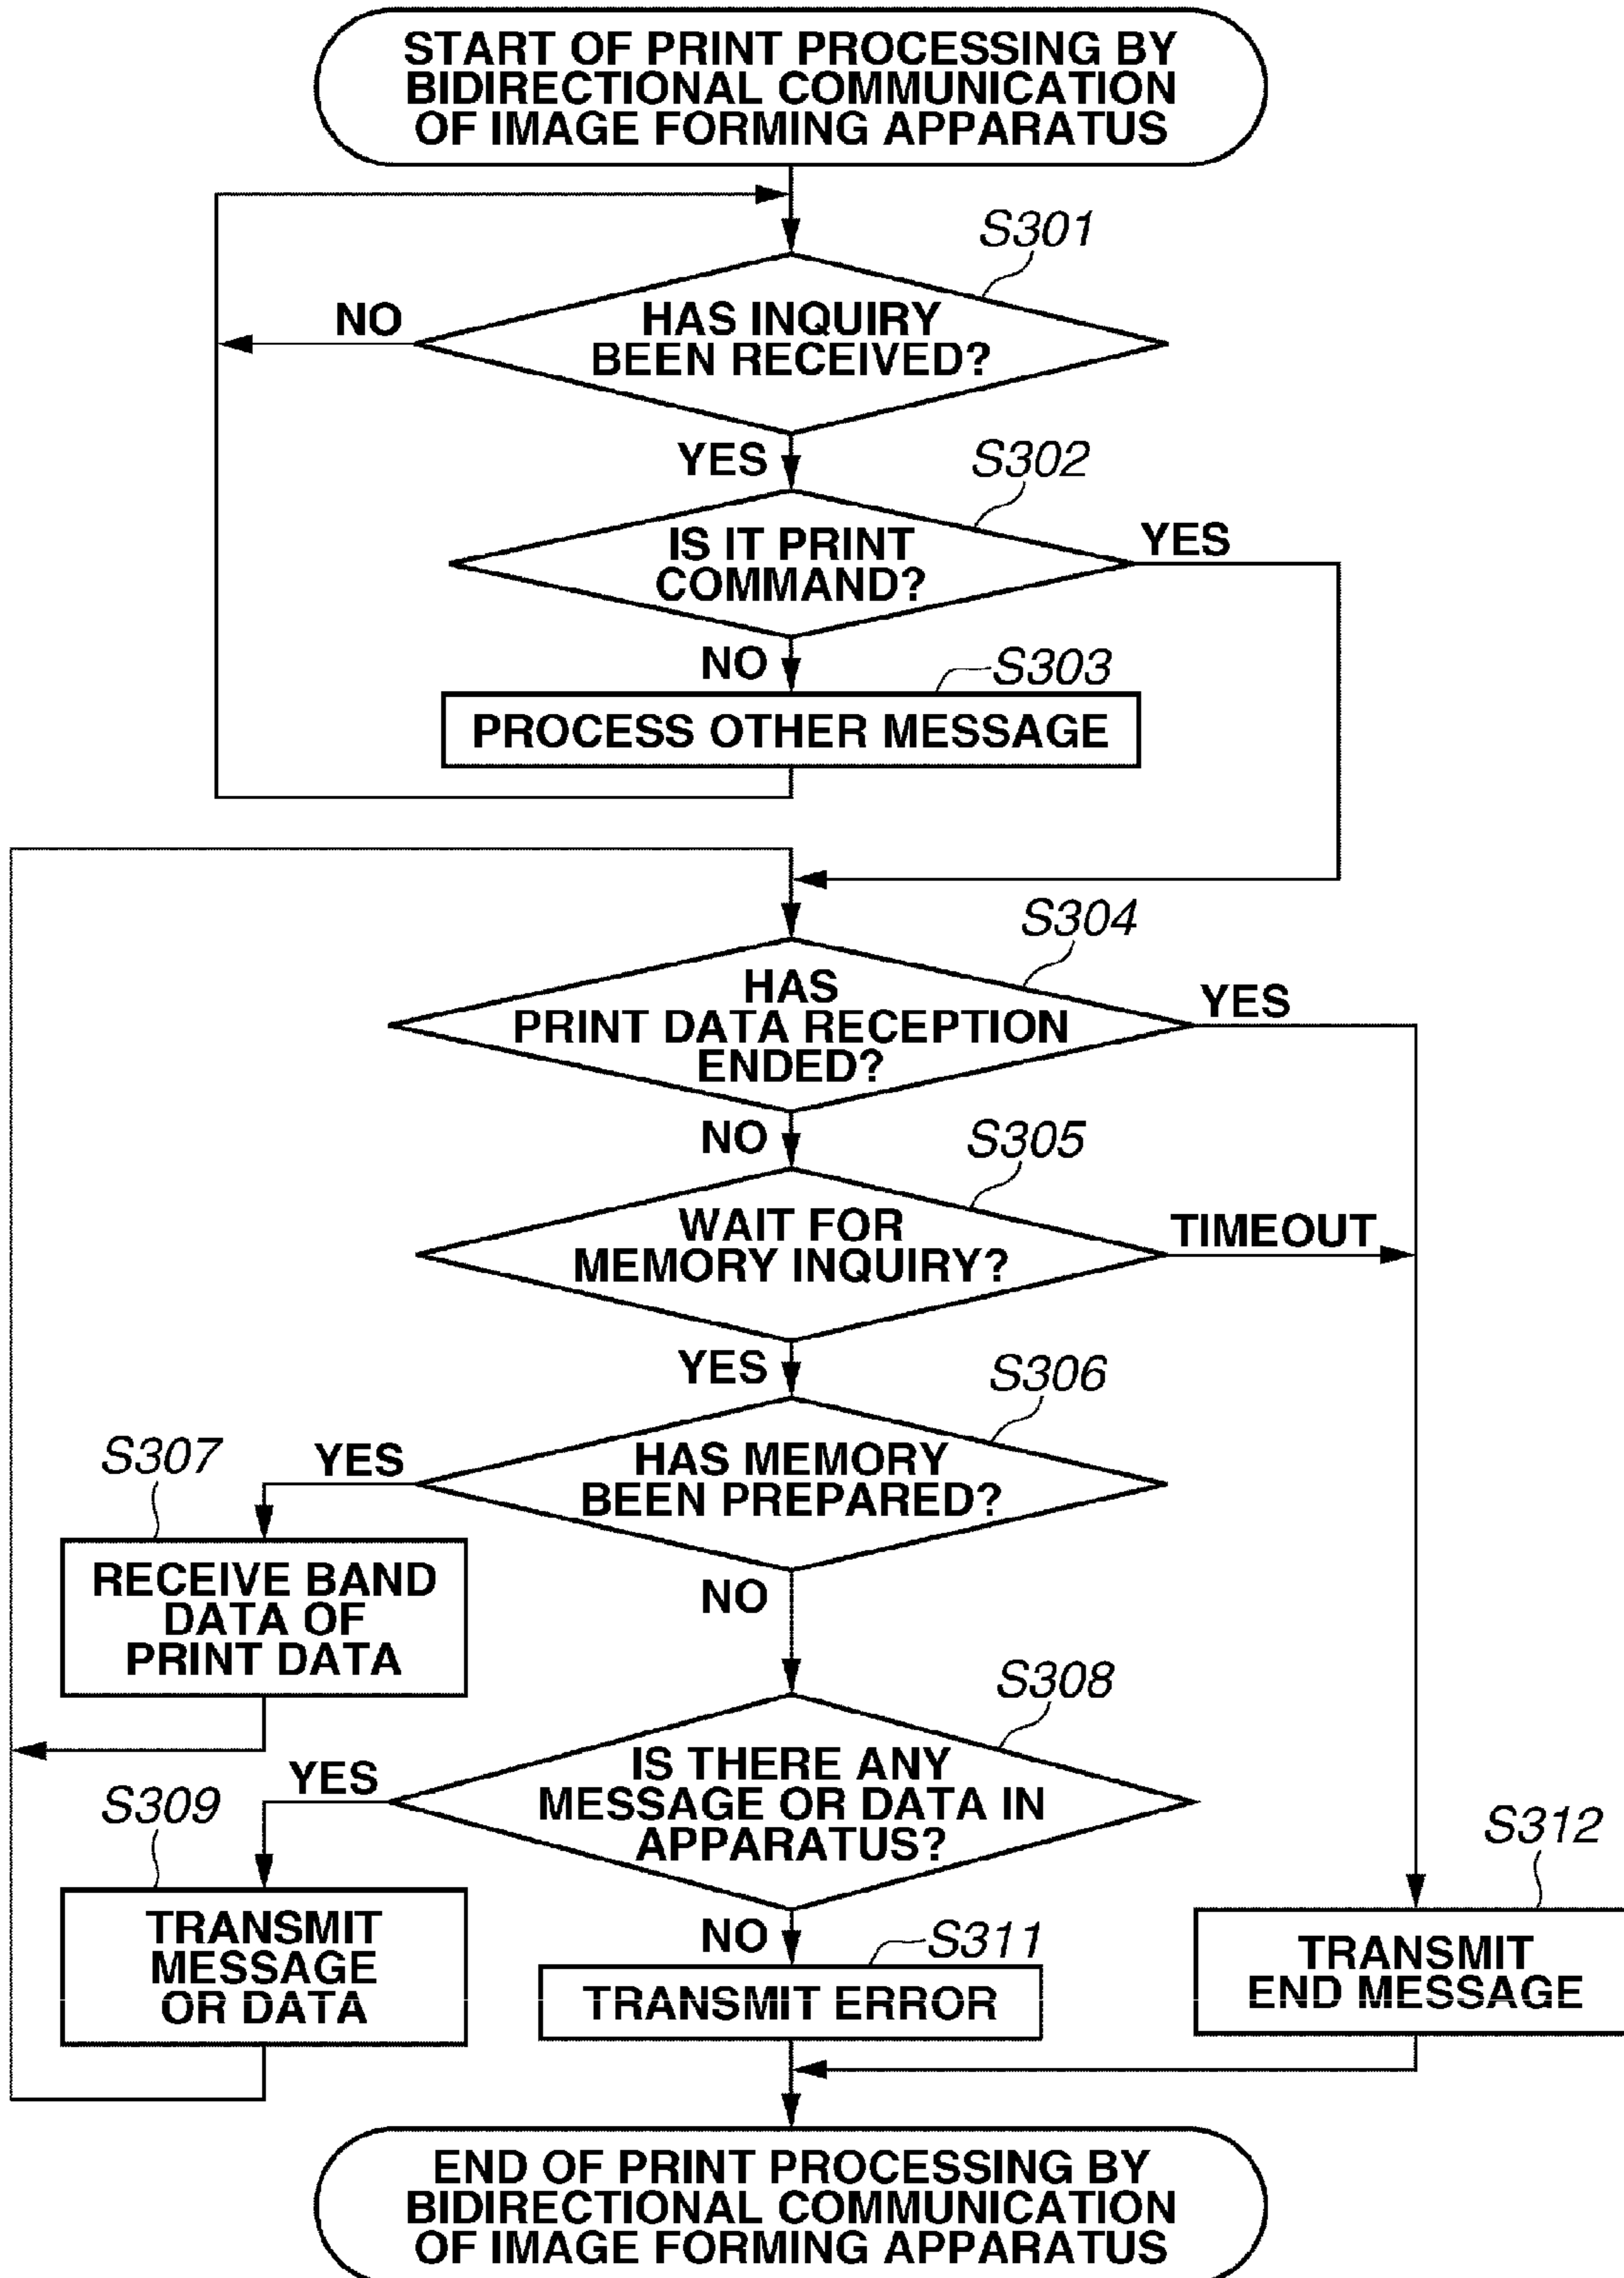 START OF PRINT PROCESSING BY
BIDIRECTIONAL COMMUNICATION
OF IMAGE FORMING APPARATUS
S301
NO
HAS INQUIRY
BEEN RECEIVED?
YES
S302
IS IT PRINT
COMMAND?
YES
NO
S303
PROCESS OTHER MESSAGE
S304
HAS
PRINT DATA RECEPTION
ENDED?
YES
NO
S305
WAIT FOR
MEMORY INQUIRY?
TIMEOUT
YES
S306
HAS MEMORY
BEEN PREPARED?
YES
S307
RECEIVE BAND
DATA OF
PRINT DATA
NO
S308
IS THERE ANY
MESSAGE OR DATA IN
APPARATUS?
YES
S309
TRANSMIT
MESSAGE
OR DATA
NO
S311
TRANSMIT ERROR
S312
TRANSMIT
END MESSAGE
END OF PRINT PROCESSING BY
BIDIRECTIONAL COMMUNICATION
OF IMAGE FORMING APPARATUS